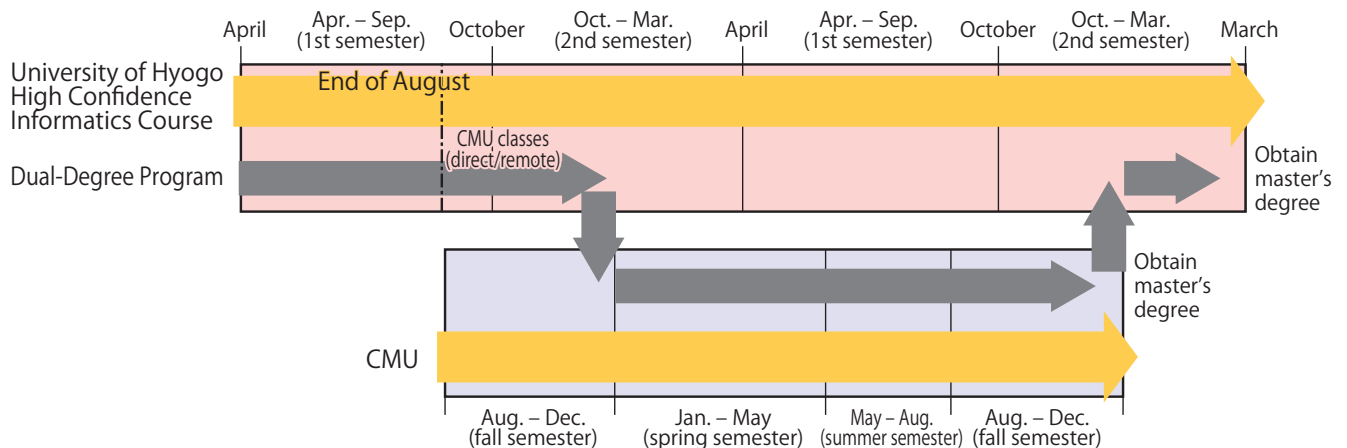 April
Apr. – Sep.
(1st semester)
October
Oct. – Mar.
(2nd semester)
April
Apr. – Sep.
(1st semester)
October
Oct. – Mar.
(2nd semester)
March
University of Hyogo
High Confidence
Informatics Course
End of August
CMU classes
(direct/remote)
Dual-Degree Program
Obtain
master's
degree
Obtain
master's
degree
CMU
Aug. – Dec.
(fall semester)
Jan. – May
(spring semester)
May – Aug.
(summer semester)
Aug. – Dec.
(fall semester)